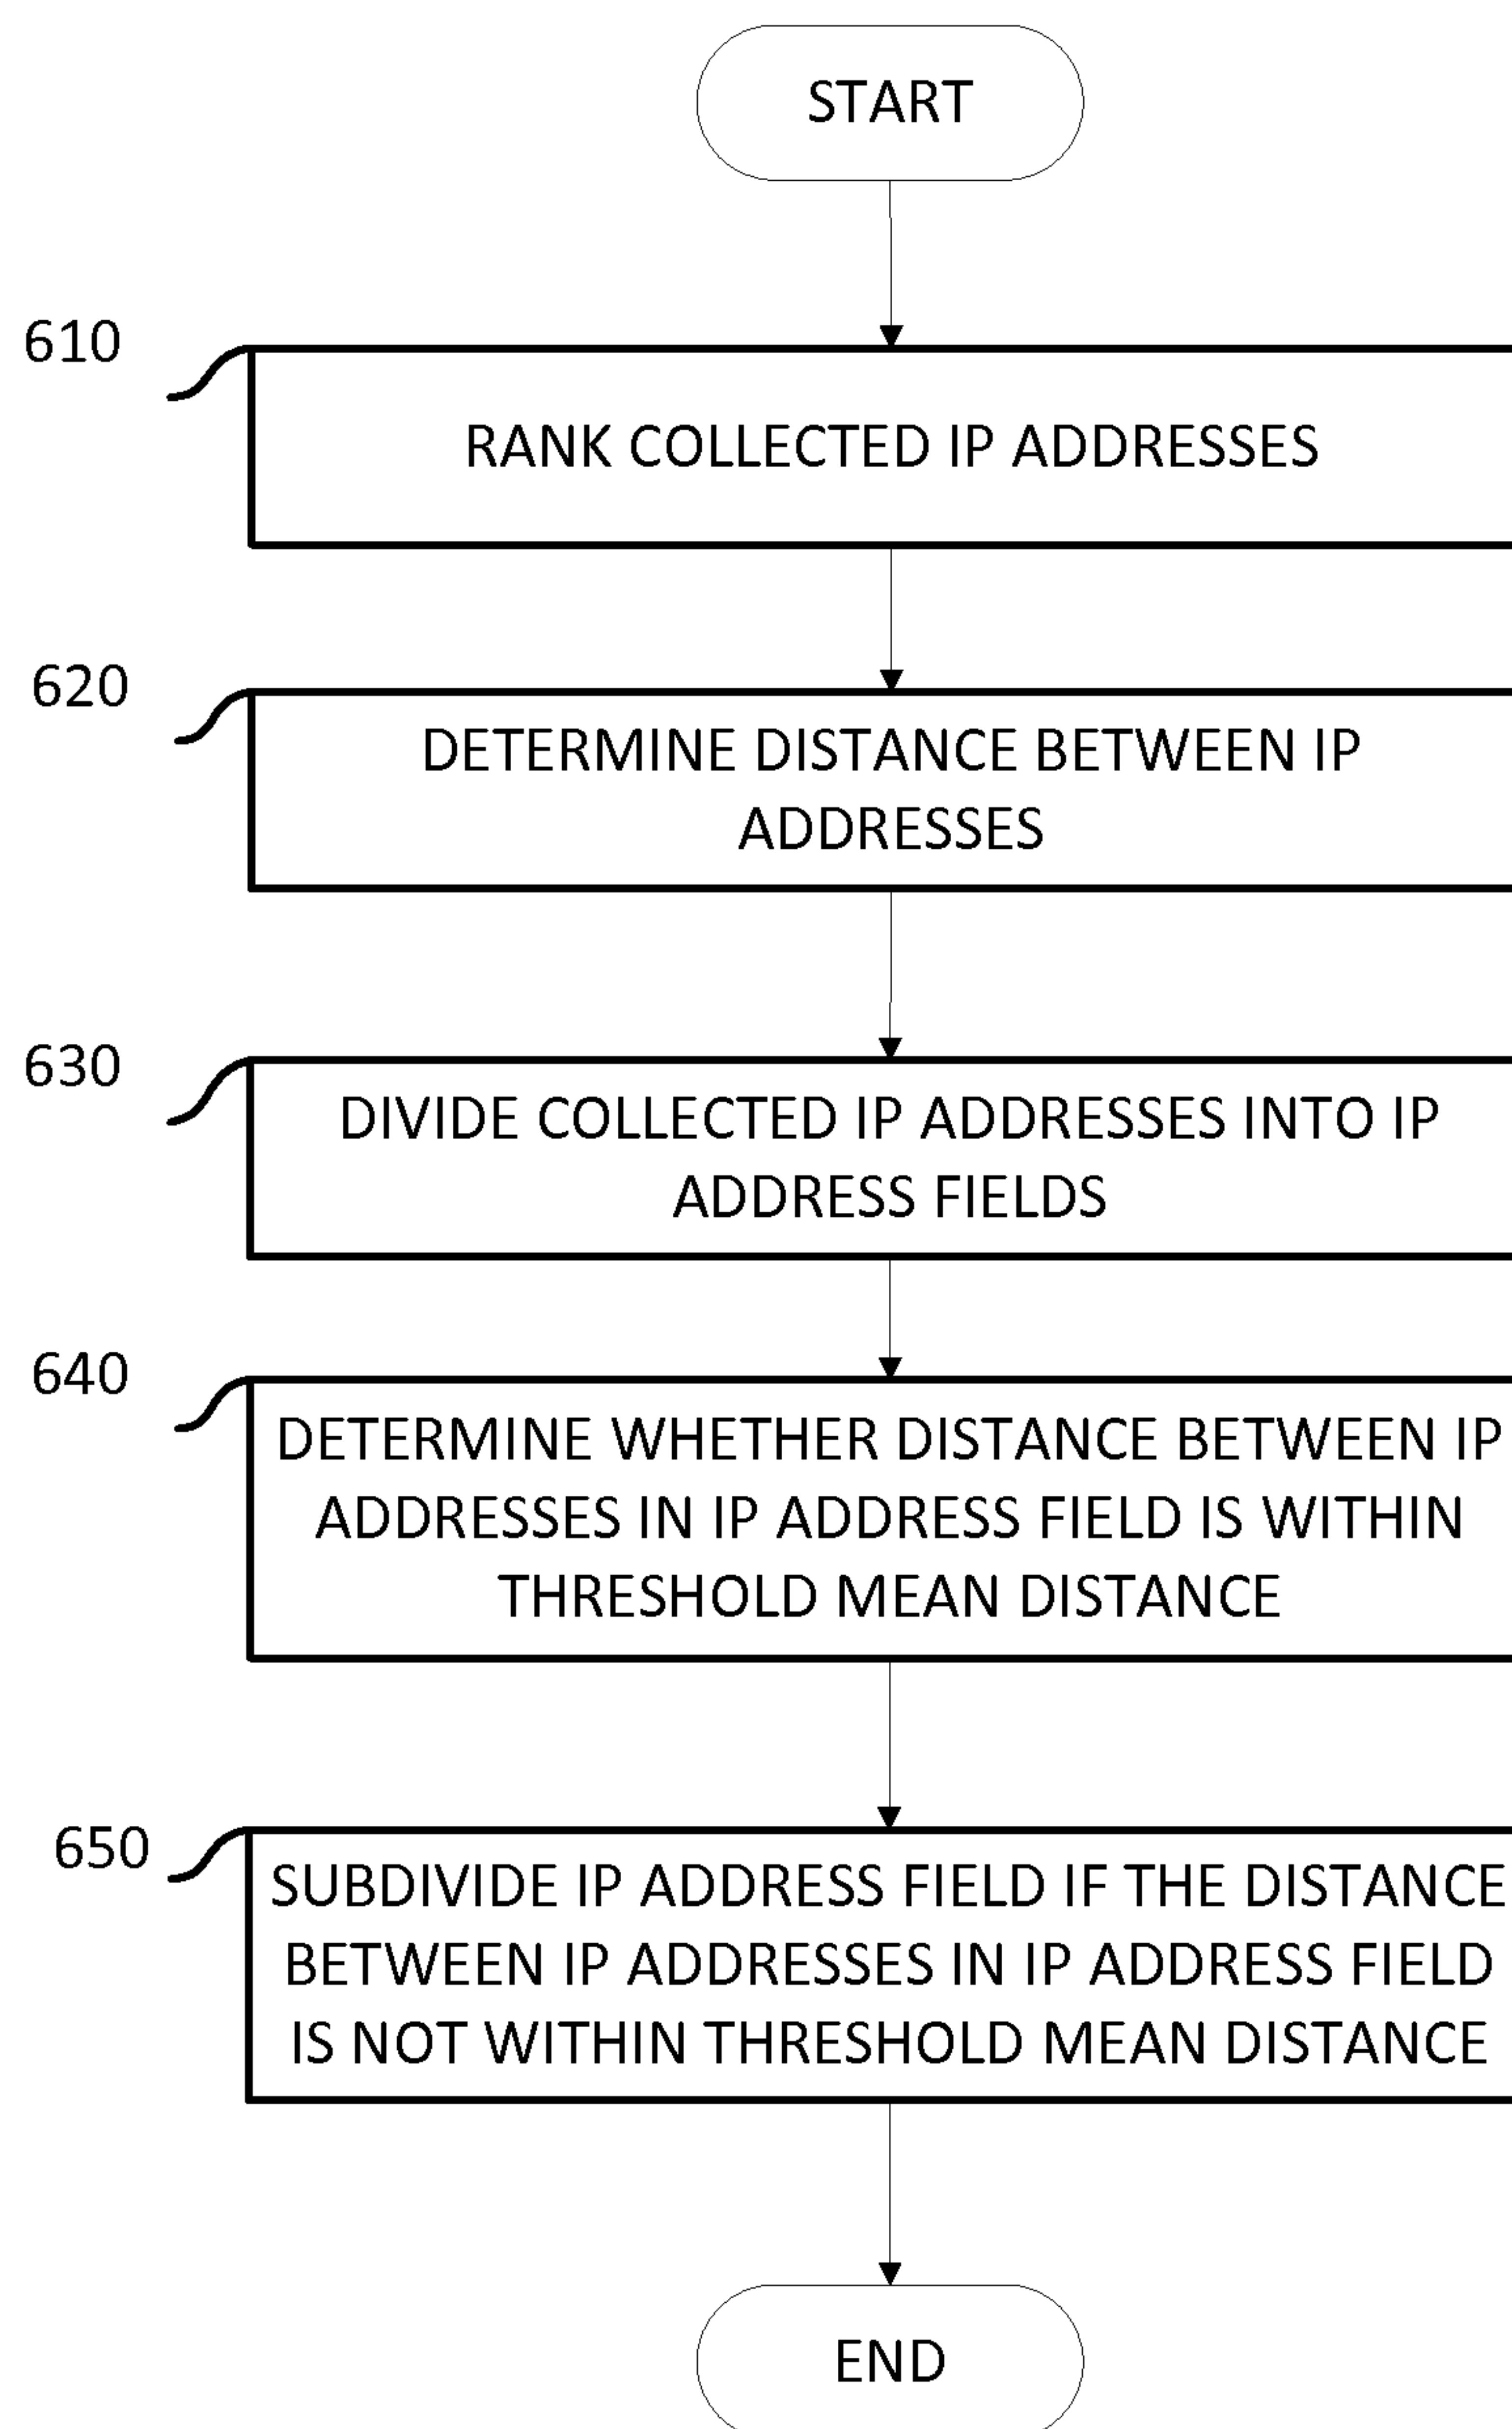 START
610
RANK COLLECTED IP ADDRESSES
620
DETERMINE DISTANCE BETWEEN IP
ADDRESSES
630
DIVIDE COLLECTED IP ADDRESSES INTO IP
ADDRESS FIELDS
640
DETERMINE WHETHER DISTANCE BETWEEN IP
ADDRESSES IN IP ADDRESS FIELD IS WITHIN
THRESHOLD MEAN DISTANCE
650
SUBDIVIDE IP ADDRESS FIELD IF THE DISTANCE
BETWEEN IP ADDRESSES IN IP ADDRESS FIELD
IS NOT WITHIN THRESHOLD MEAN DISTANCE
END